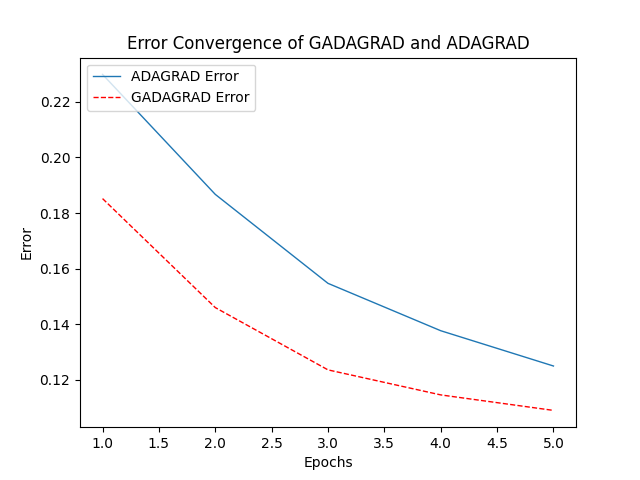 Error Convergence of GADAGRAD and ADAGRAD
ADAGRAD Error
GADAGRAD Error
0.22
0.20
0.18
0.16
0.14
0.12
Error
1.0 1.5 2.0 2.5 3.0 3.5 4.0 4.5 5.0
Epochs